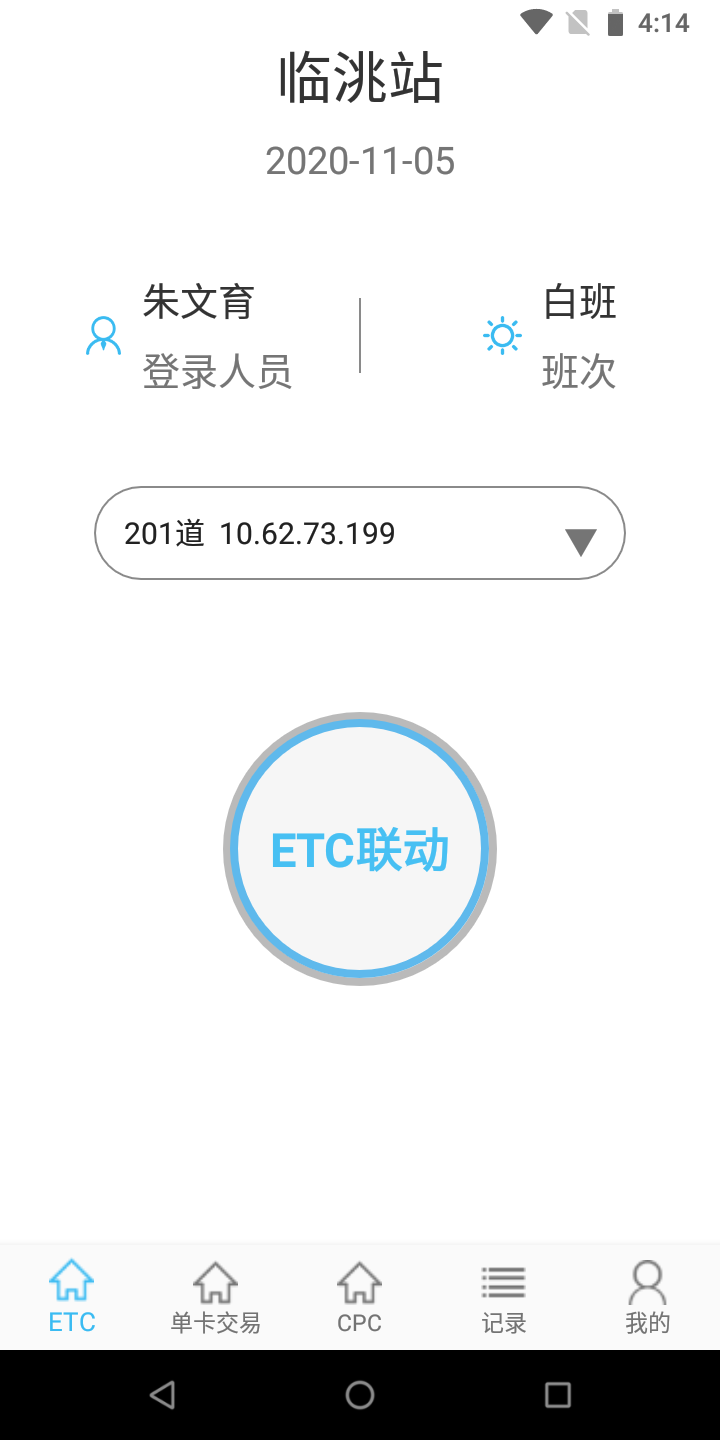 4:14
临洮站
2020-11-05
朱文育
登录人员
白班
班次
201道 10.62.73.199
ETC联动
ETC
单卡交易
CPC
记录
我的